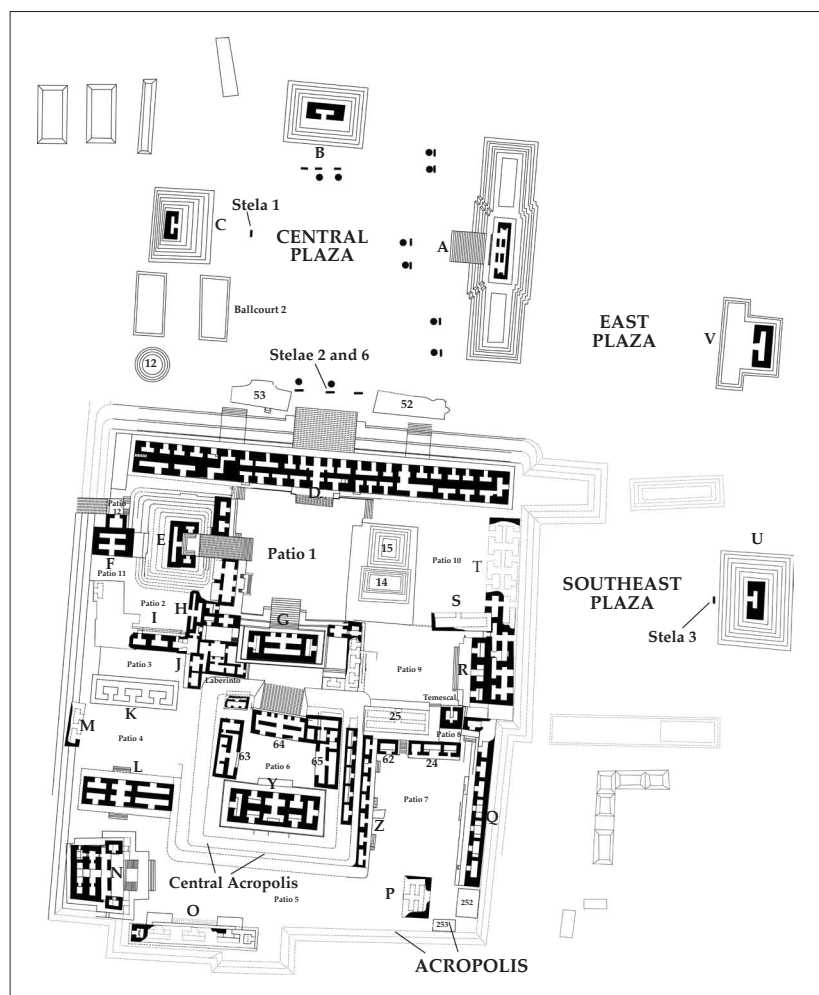 B
Stela 1
C
CENTRAL
PLAZA
A
Ballcourt 2
EAST
PLAZA
V
12
Stelae 2 and 6
53
52
D
Patio
12
E
F
Patio 11
Patio 1
15
14
Patio 10
T
U
SOUTHEAST
PLAZA
Stela 3
Patio 2
H
I
G
S
J
Patio 3
Laberinto
Patio 9
R
Temescal
K
M
Patio 4
25
Patio 8
64
63
65
Patio 6
62
24
L
Y
Patio 7
Z
Q
N
Central Acropolis
Patio 5
P
252
O
253
ACROPOLIS